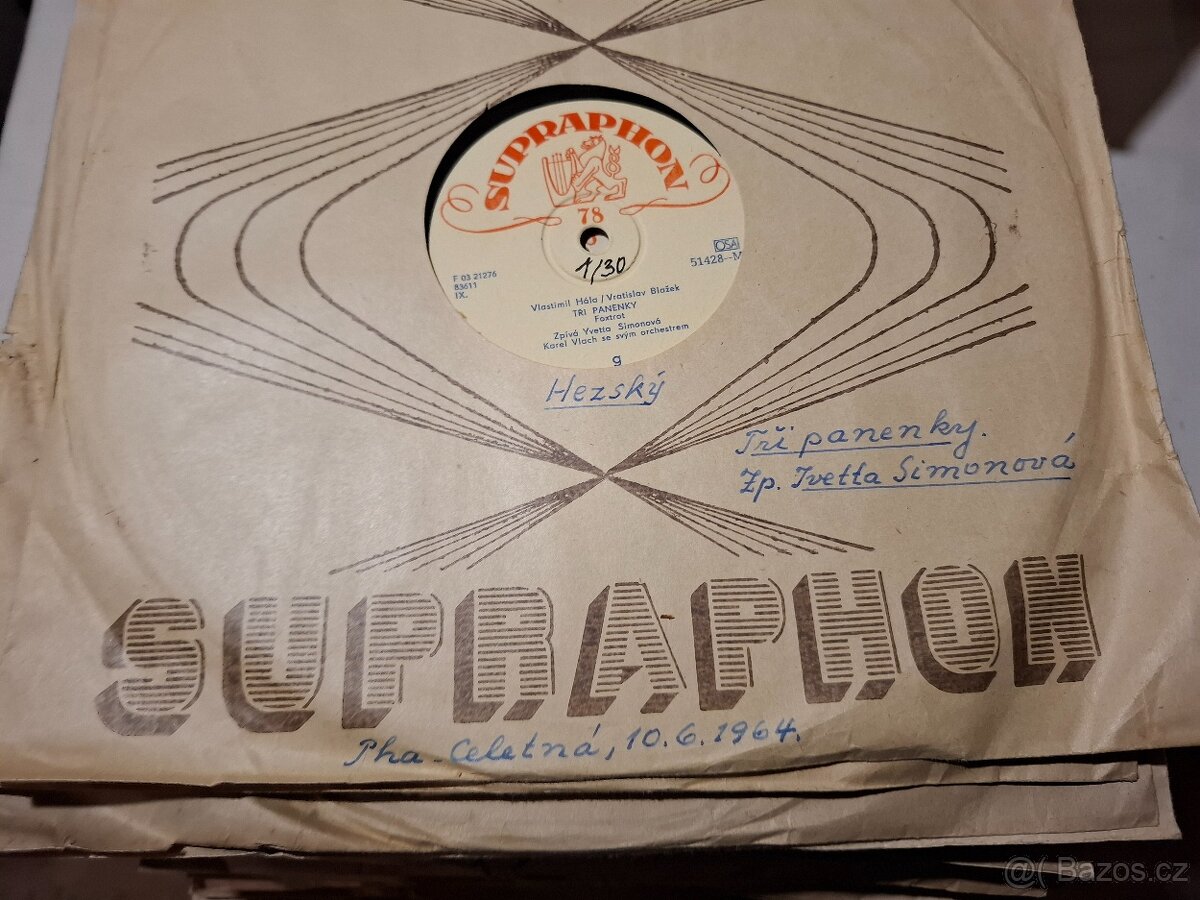 SUPRAPHON
78
1/30
OSA
51428--M
F 03 21276
83611
IX.
Vlastimil Hála / Vratislav Blažek
TŘI PANENKY
Foxtrot
Zpívá Yvetta Simonová
Karel Vlach se svým orchestrem
g
Hezský
Tři panenky.
Zp. Ivetta Simonová
SUPRAPHON
Pha-Celetná, 10.6.1964.
@( Bazos.cz